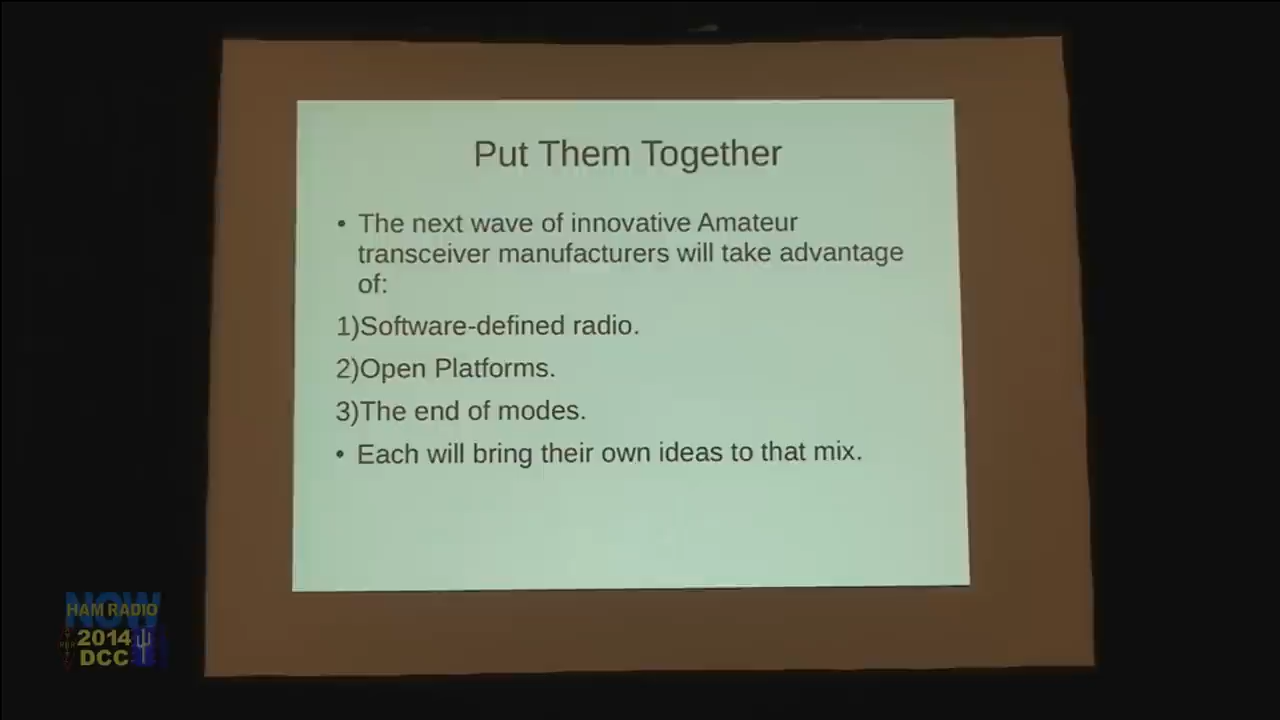 Put Them Together
• The next wave of innovative Amateur
transceiver manufacturers will take advantage
of:
1)Software-defined radio.
2)Open Platforms.
3)The end of modes.
• Each will bring their own ideas to that mix.
NOW
HAM RADIO
2014
DCC